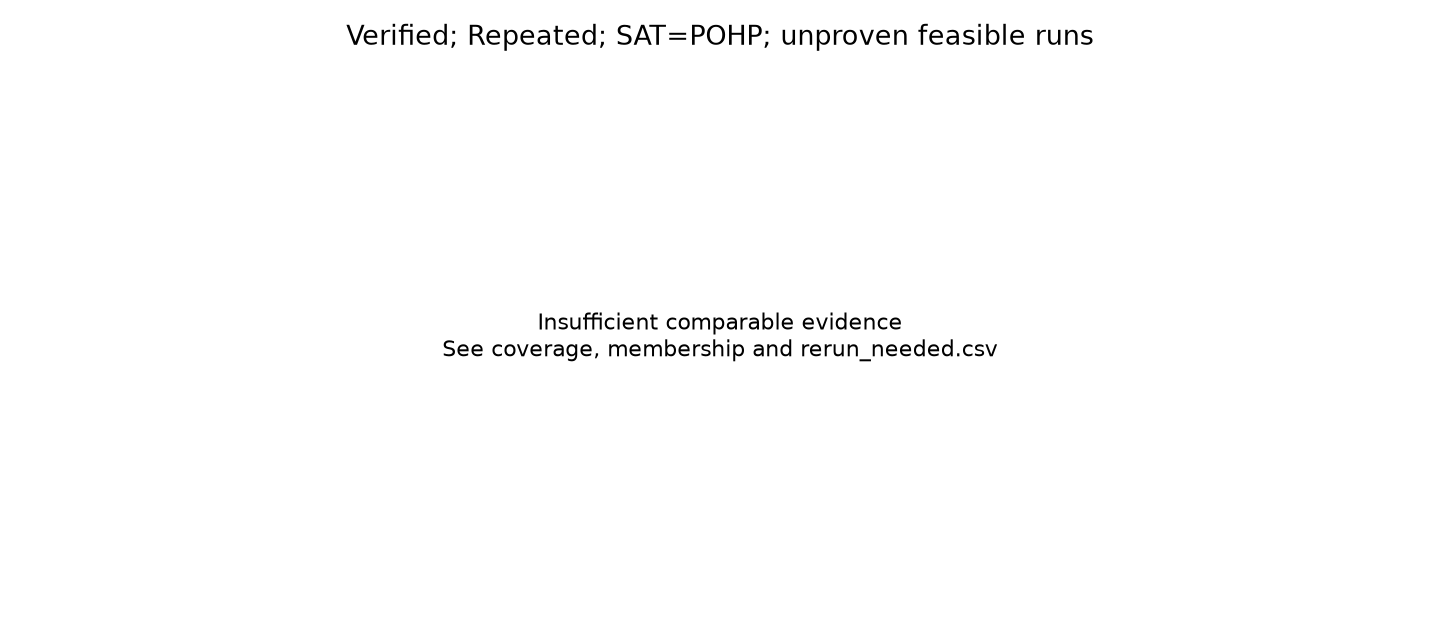 Verified; Repeated; SAT=POHP; unproven feasible runs
Insufficient comparable evidence
See coverage, membership and rerun_needed.csv